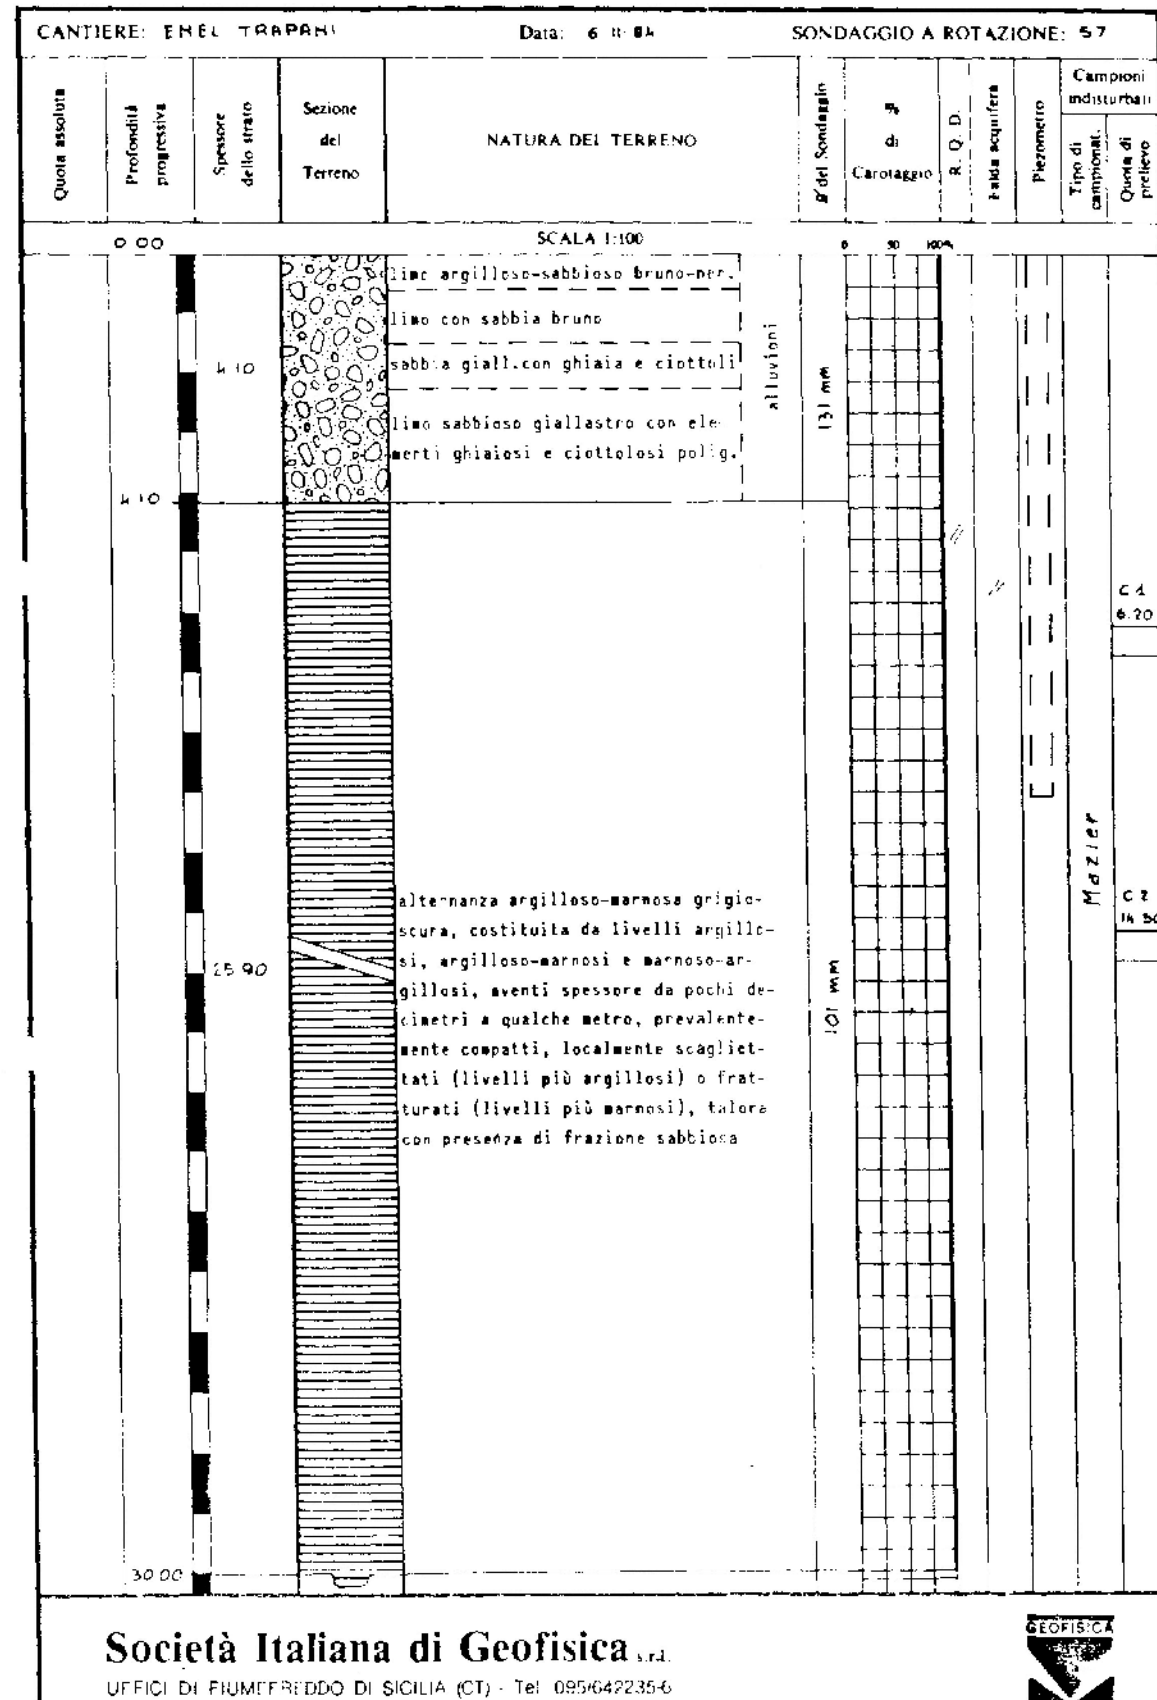 CANTIERE: ENEL TRAPANI Data: 6 11 84 SONDAGGIO A ROTAZIONE: 57
Quota assoluta
Profondità progressiva
Spessore dello strato
Sezione del Terreno
NATURA DEL TERRENO
ø del Sondaggio
% di Carotaggio
R. Q. D.
Falda acquifera
Piezometro
Campioni indisturbati
Tipo di campionat.
Quota di prelievo
0 00 SCALA 1:100 0 50 100%
limo argilloso-sabbioso bruno-ner.
limo con sabbia bruno
sabbia giall.con ghiaia e ciottoli
limo sabbioso giallastro con ele-
menti ghiaiosi e ciottolosi polig.
alluvioni
4 10
131 mm
4 10
C 1
6.20
Mazier
C 2
14 50
alternanza argilloso-marnosa grigio-
scura, costituita da livelli argillo-
si, argilloso-marnosi e marnoso-ar-
gillosi, aventi spessore da pochi de-
cimetri a qualche metro, prevalente-
mente compatti, localmente scagliet-
tati (livelli più argillosi) o frat-
turati (livelli più marnosi), talora
con presenza di frazione sabbiosa
25 90
101 mm
30 00
Società Italiana di Geofisica s.r.l.
UFFICI DI FIUMEFREDDO DI SICILIA (CT) - Tel 095/642235-6
GEOFISICA